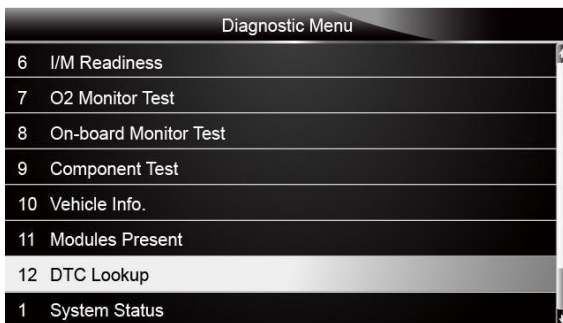 Diagnostic Menu
6 I/M Readiness
7 O2 Monitor Test
8 On-board Monitor Test
9 Component Test
10 Vehicle Info.
11 Modules Present
12 DTC Lookup
1 System Status